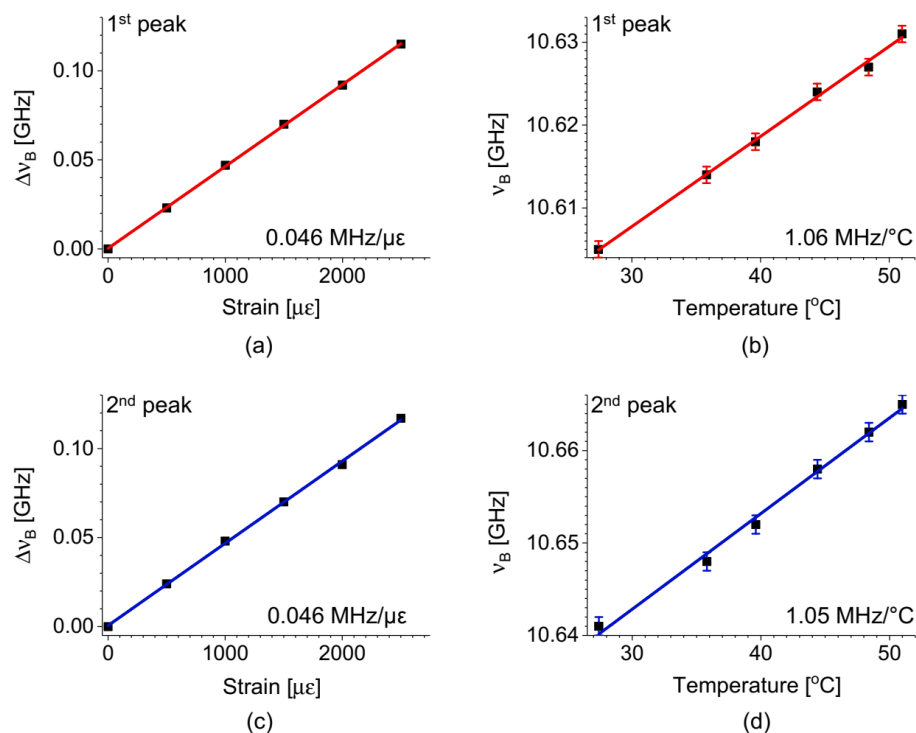 1st peak
0.10
0.05
0.00
ΔνB [GHz]
0.046 MHz/με
0 1000 2000
Strain [με]
(a)
1st peak
10.63
10.62
10.61
νB [GHz]
1.06 MHz/°C
30 40 50
Temperature [oC]
(b)
2nd peak
0.10
0.05
0.00
ΔνB [GHz]
0.046 MHz/με
0 1000 2000
Strain [με]
(c)
2nd peak
10.66
10.65
10.64
νB [GHz]
1.05 MHz/°C
30 40 50
Temperature [oC]
(d)